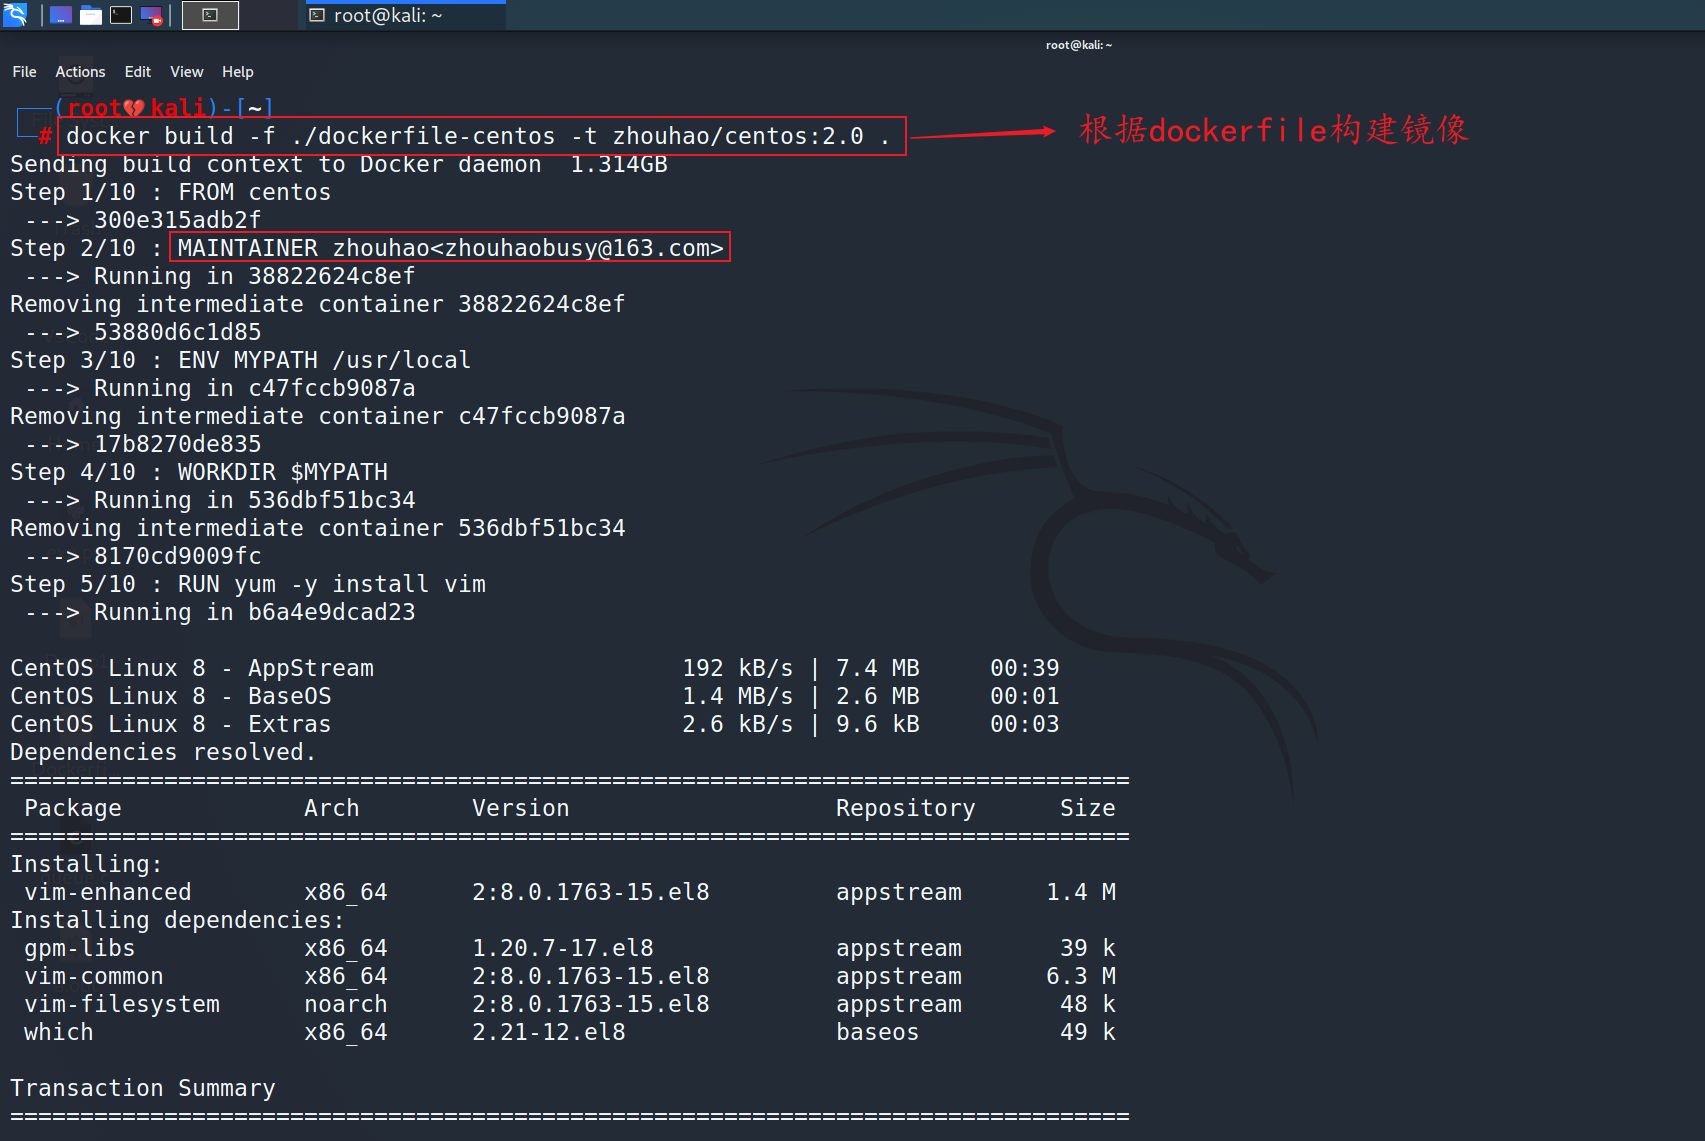 root@kali: ~
root@kali: ~
File Actions Edit View Help
(root💔kali)-[~]
# docker build -f ./dockerfile-centos -t zhouhao/centos:2.0 .
根据dockerfile构建镜像
Sending build context to Docker daemon  1.314GB
Step 1/10 : FROM centos
 ---> 300e315adb2f
Step 2/10 : MAINTAINER zhouhao<zhouhaobusy@163.com>
 ---> Running in 38822624c8ef
Removing intermediate container 38822624c8ef
 ---> 53880d6c1d85
Step 3/10 : ENV MYPATH /usr/local
 ---> Running in c47fccb9087a
Removing intermediate container c47fccb9087a
 ---> 17b8270de835
Step 4/10 : WORKDIR $MYPATH
 ---> Running in 536dbf51bc34
Removing intermediate container 536dbf51bc34
 ---> 8170cd9009fc
Step 5/10 : RUN yum -y install vim
 ---> Running in b6a4e9dcad23
CentOS Linux 8 - AppStream                      192 kB/s | 7.4 MB     00:39
CentOS Linux 8 - BaseOS                         1.4 MB/s | 2.6 MB     00:01
CentOS Linux 8 - Extras                         2.6 kB/s | 9.6 kB     00:03
Dependencies resolved.
================================================================================
 Package             Arch        Version                   Repository      Size
================================================================================
Installing:
 vim-enhanced        x86_64      2:8.0.1763-15.el8         appstream      1.4 M
Installing dependencies:
 gpm-libs            x86_64      1.20.7-17.el8             appstream       39 k
 vim-common          x86_64      2:8.0.1763-15.el8         appstream      6.3 M
 vim-filesystem      noarch      2:8.0.1763-15.el8         appstream       48 k
 which               x86_64      2.21-12.el8               baseos          49 k
Transaction Summary
================================================================================